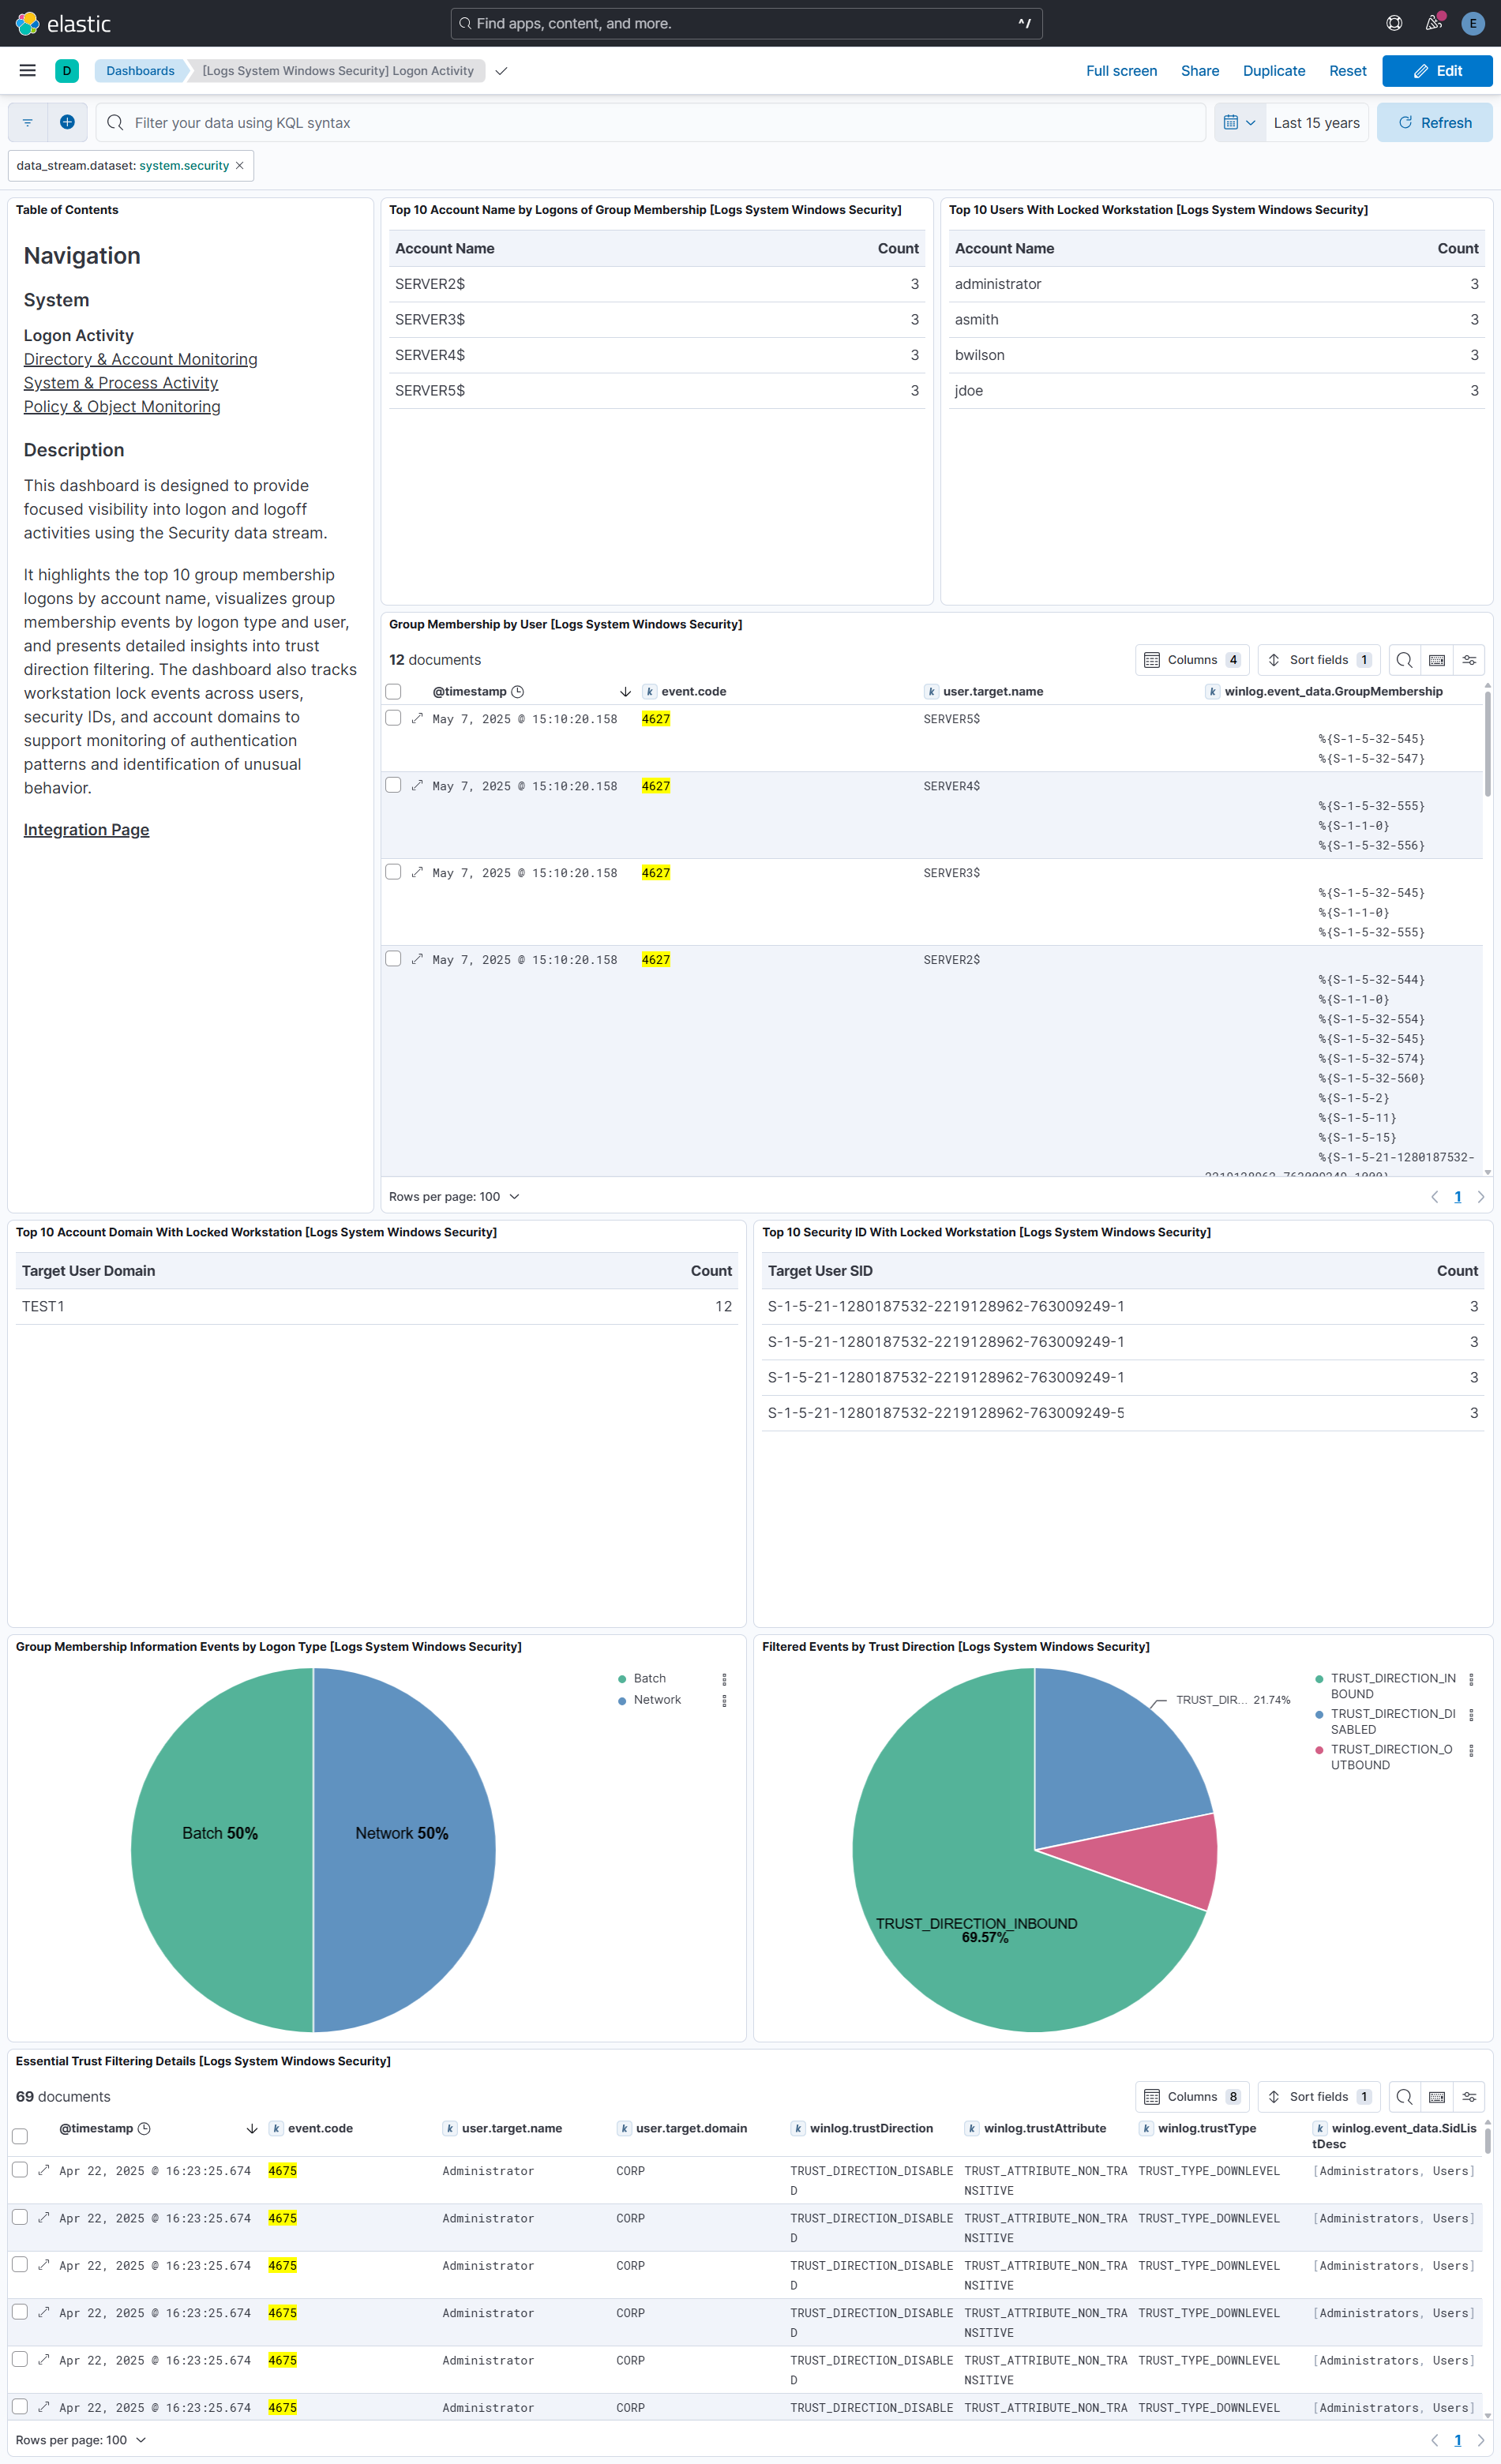 elastic
Find apps, content, and more.
^/
E
D
Dashboards
[Logs System Windows Security] Logon Activity
Full screen
Share
Duplicate
Reset
Edit
Filter your data using KQL syntax
Last 15 years
Refresh
data_stream.dataset: system.security ×
Table of Contents
Navigation
System
Logon Activity
Directory & Account Monitoring
System & Process Activity
Policy & Object Monitoring
Description
This dashboard is designed to provide
focused visibility into logon and logoff
activities using the Security data stream.
It highlights the top 10 group membership
logons by account name, visualizes group
membership events by logon type and user,
and presents detailed insights into trust
direction filtering. The dashboard also tracks
workstation lock events across users,
security IDs, and account domains to
support monitoring of authentication
patterns and identification of unusual
behavior.
Integration Page
Top 10 Account Name by Logons of Group Membership [Logs System Windows Security]
Account Name Count
SERVER2$ 3
SERVER3$ 3
SERVER4$ 3
SERVER5$ 3
Top 10 Users With Locked Workstation [Logs System Windows Security]
Account Name Count
administrator 3
asmith 3
bwilson 3
jdoe 3
Group Membership by User [Logs System Windows Security]
12 documents
Columns 4
Sort fields 1
@timestamp k event.code k user.target.name k winlog.event_data.GroupMembership
May 7, 2025 @ 15:10:20.158 4627 SERVER5$
%{S-1-5-32-545}
%{S-1-5-32-547}
May 7, 2025 @ 15:10:20.158 4627 SERVER4$
%{S-1-5-32-555}
%{S-1-1-0}
%{S-1-5-32-556}
May 7, 2025 @ 15:10:20.158 4627 SERVER3$
%{S-1-5-32-545}
%{S-1-1-0}
%{S-1-5-32-555}
May 7, 2025 @ 15:10:20.158 4627 SERVER2$
%{S-1-5-32-544}
%{S-1-1-0}
%{S-1-5-32-554}
%{S-1-5-32-545}
%{S-1-5-32-574}
%{S-1-5-32-560}
%{S-1-5-2}
%{S-1-5-11}
%{S-1-5-15}
%{S-1-5-21-1280187532-
Rows per page: 100
1
Top 10 Account Domain With Locked Workstation [Logs System Windows Security]
Target User Domain Count
TEST1 12
Top 10 Security ID With Locked Workstation [Logs System Windows Security]
Target User SID Count
S-1-5-21-1280187532-2219128962-763009249-1 3
S-1-5-21-1280187532-2219128962-763009249-1 3
S-1-5-21-1280187532-2219128962-763009249-1 3
S-1-5-21-1280187532-2219128962-763009249-5 3
Group Membership Information Events by Logon Type [Logs System Windows Security]
Batch
Network
Batch 50%
Network 50%
Filtered Events by Trust Direction [Logs System Windows Security]
TRUST_DIR... 21.74%
TRUST_DIRECTION_IN
BOUND
TRUST_DIRECTION_DI
SABLED
TRUST_DIRECTION_O
UTBOUND
TRUST_DIRECTION_INBOUND
69.57%
Essential Trust Filtering Details [Logs System Windows Security]
69 documents
Columns 8
Sort fields 1
@timestamp k event.code k user.target.name k user.target.domain k winlog.trustDirection k winlog.trustAttribute k winlog.trustType k winlog.event_data.SidLis
tDesc
Apr 22, 2025 @ 16:23:25.674 4675 Administrator CORP TRUST_DIRECTION_DISABLE TRUST_ATTRIBUTE_NON_TRA TRUST_TYPE_DOWNLEVEL [Administrators, Users]
D NSITIVE
Apr 22, 2025 @ 16:23:25.674 4675 Administrator CORP TRUST_DIRECTION_DISABLE TRUST_ATTRIBUTE_NON_TRA TRUST_TYPE_DOWNLEVEL [Administrators, Users]
D NSITIVE
Apr 22, 2025 @ 16:23:25.674 4675 Administrator CORP TRUST_DIRECTION_DISABLE TRUST_ATTRIBUTE_NON_TRA TRUST_TYPE_DOWNLEVEL [Administrators, Users]
D NSITIVE
Apr 22, 2025 @ 16:23:25.674 4675 Administrator CORP TRUST_DIRECTION_DISABLE TRUST_ATTRIBUTE_NON_TRA TRUST_TYPE_DOWNLEVEL [Administrators, Users]
D NSITIVE
Apr 22, 2025 @ 16:23:25.674 4675 Administrator CORP TRUST_DIRECTION_DISABLE TRUST_ATTRIBUTE_NON_TRA TRUST_TYPE_DOWNLEVEL [Administrators, Users]
D NSITIVE
Apr 22, 2025 @ 16:23:25.674 4675 Administrator CORP TRUST_DIRECTION_DISABLE TRUST_ATTRIBUTE_NON_TRA TRUST_TYPE_DOWNLEVEL [Administrators, Users]
Rows per page: 100
1